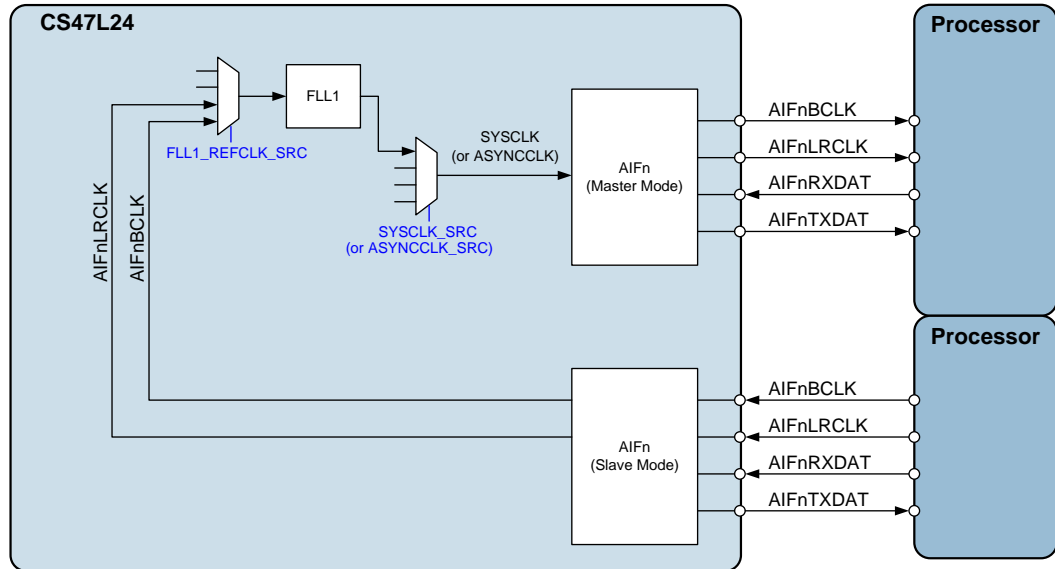 CS47L24
Processor
FLL1
FLL1_REFCLK_SRC
SYSCLK
(or ASYNCCLK)
SYSCLK_SRC
(or ASYNCCLK_SRC)
AIFn
(Master Mode)
AIFnBCLK
AIFnLRCLK
AIFnRXDAT
AIFnTXDAT
AIFnLRCLK
AIFnBCLK
Processor
AIFn
(Slave Mode)
AIFnBCLK
AIFnLRCLK
AIFnRXDAT
AIFnTXDAT